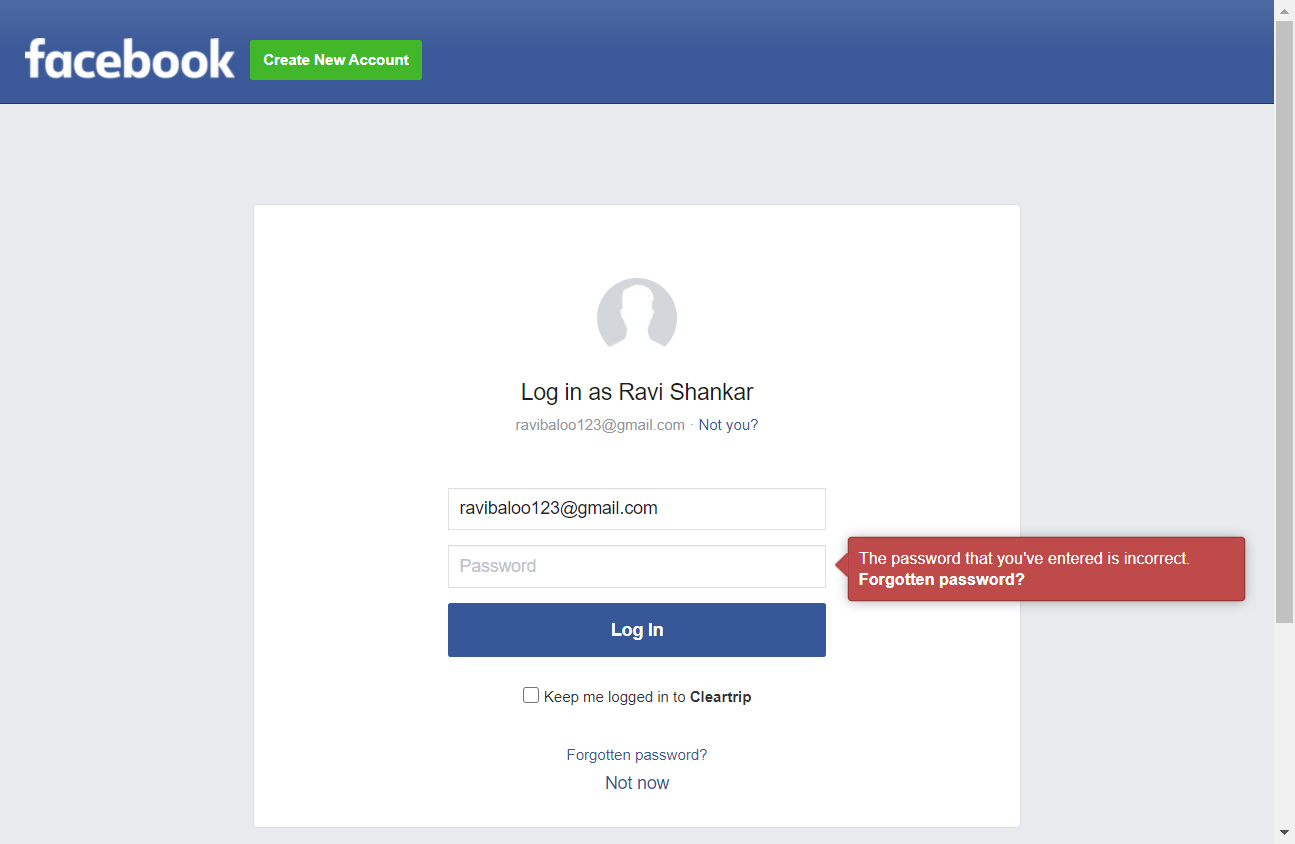 facebook
Create New Account
Log in as Ravi Shankar
ravibaloo123@gmail.com · Not you?
ravibaloo123@gmail.com
Password
The password that you've entered is incorrect.
Forgotten password?
Log In
Keep me logged in to Cleartrip
Forgotten password?
Not now